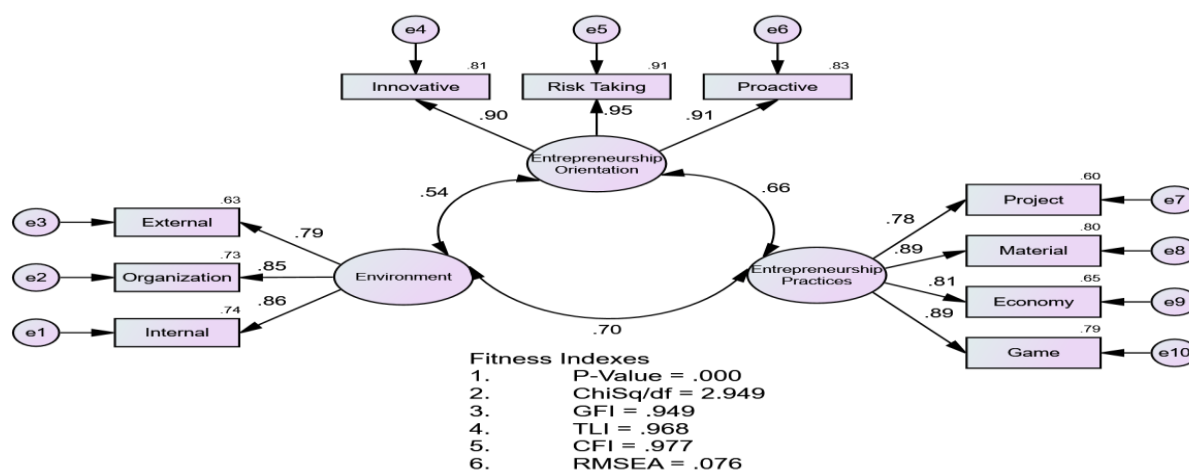 e4
e5
e6
.81
.91
.83
Innovative
Risk Taking
Proactive
.90
.95
.91
Entrepreneurship
Orientation
.54
.66
.63
e3
External
.79
.73
e2
Organization
.85
Environment
.74
e1
Internal
.86
.70
Entrepreneurship
Practices
.60
Project
e7
.78
.80
Material
e8
.89
.65
Economy
e9
.81
.79
Game
e10
.89
Fitness Indexes
1. P-Value = .000
2. ChiSq/df = 2.949
3. GFI = .949
4. TLI = .968
5. CFI = .977
6. RMSEA = .076